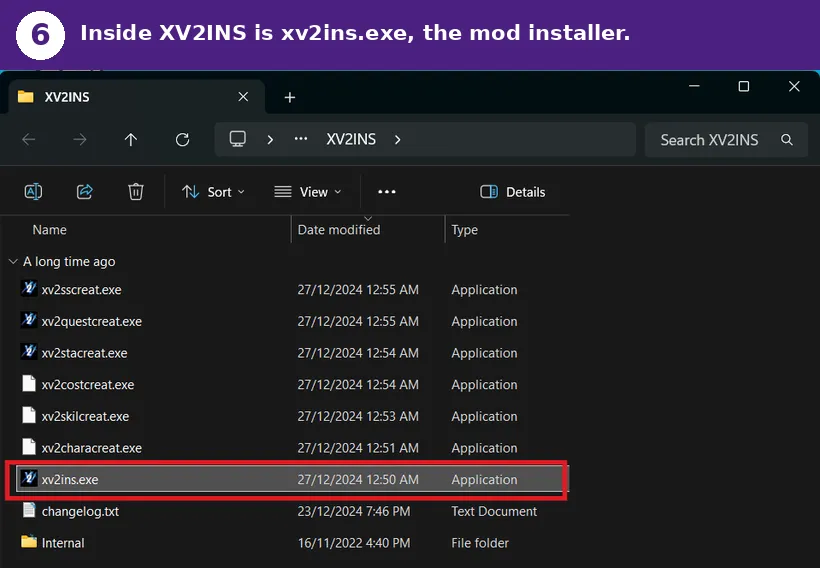 6 Inside XV2INS is xv2ins.exe, the mod installer.
XV2INS
XV2INS
Search XV2INS
Sort View Details
Name Date modified Type
A long time ago
xv2sscreat.exe 27/12/2024 12:55 AM Application
xv2questcreat.exe 27/12/2024 12:55 AM Application
xv2stacreat.exe 27/12/2024 12:54 AM Application
xv2costcreat.exe 27/12/2024 12:54 AM Application
xv2skilcreat.exe 27/12/2024 12:53 AM Application
xv2characreat.exe 27/12/2024 12:51 AM Application
xv2ins.exe 27/12/2024 12:50 AM Application
changelog.txt 23/12/2024 7:46 PM Text Document
Internal 16/11/2022 4:40 PM File folder